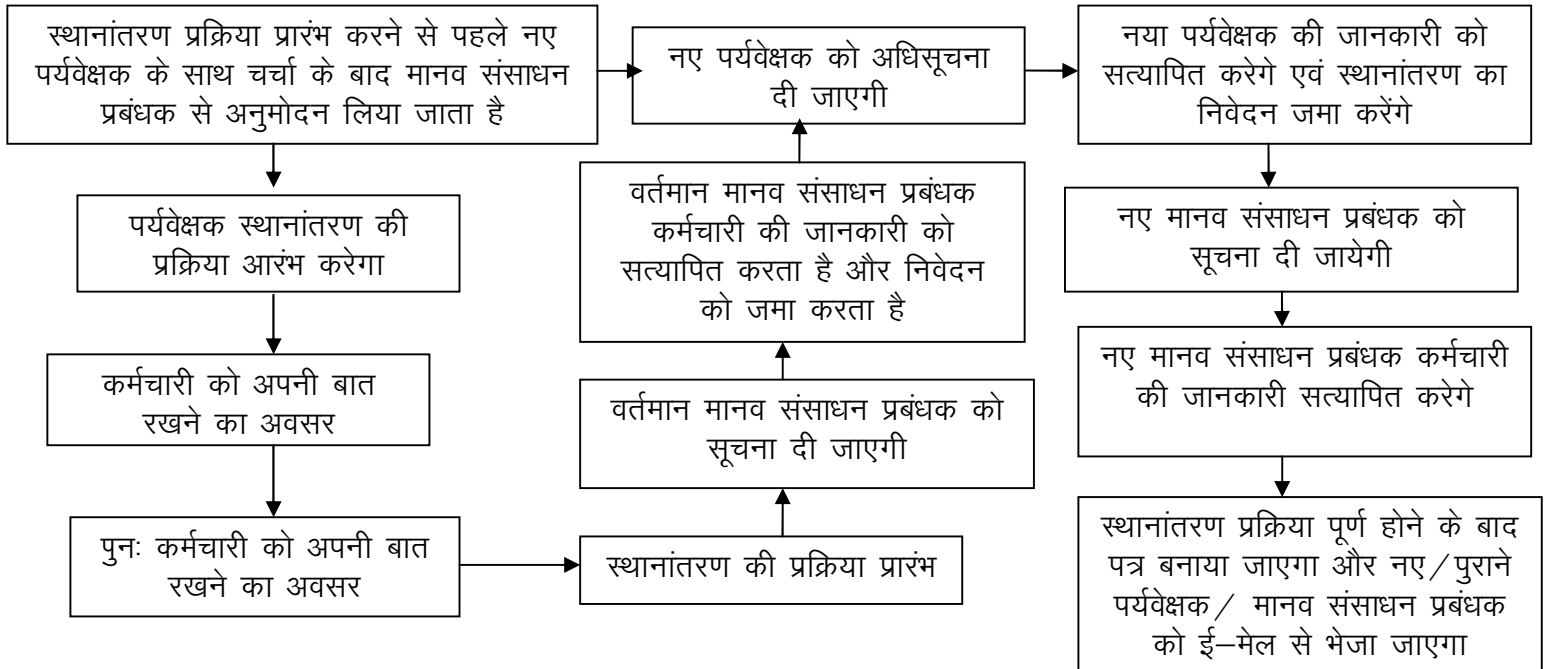 स्थानांतरण प्रक्रिया प्रारंभ करने से पहले नए
पर्यवेक्षक के साथ चर्चा के बाद मानव संसाधन
प्रबंधक से अनुमोदन लिया जाता है
पर्यवेक्षक स्थानांतरण की
प्रक्रिया आरंभ करेगा
कर्मचारी को अपनी बात
रखने का अवसर
पुनः कर्मचारी को अपनी बात
रखने का अवसर
स्थानांतरण की प्रक्रिया प्रारंभ
वर्तमान मानव संसाधन प्रबंधक को
सूचना दी जाएगी
वर्तमान मानव संसाधन प्रबंधक
कर्मचारी की जानकारी को
सत्यापित करता है और निवेदन
को जमा करता है
नए पर्यवेक्षक को अधिसूचना
दी जाएगी
नया पर्यवेक्षक की जानकारी को
सत्यापित करेगे एवं स्थानांतरण का
निवेदन जमा करेंगे
नए मानव संसाधन प्रबंधक को
सूचना दी जायेगी
नए मानव संसाधन प्रबंधक कर्मचारी
की जानकारी सत्यापित करेगे
स्थानांतरण प्रक्रिया पूर्ण होने के बाद
पत्र बनाया जाएगा और नए/पुराने
पर्यवेक्षक/ मानव संसाधन प्रबंधक
को ई–मेल से भेजा जाएगा